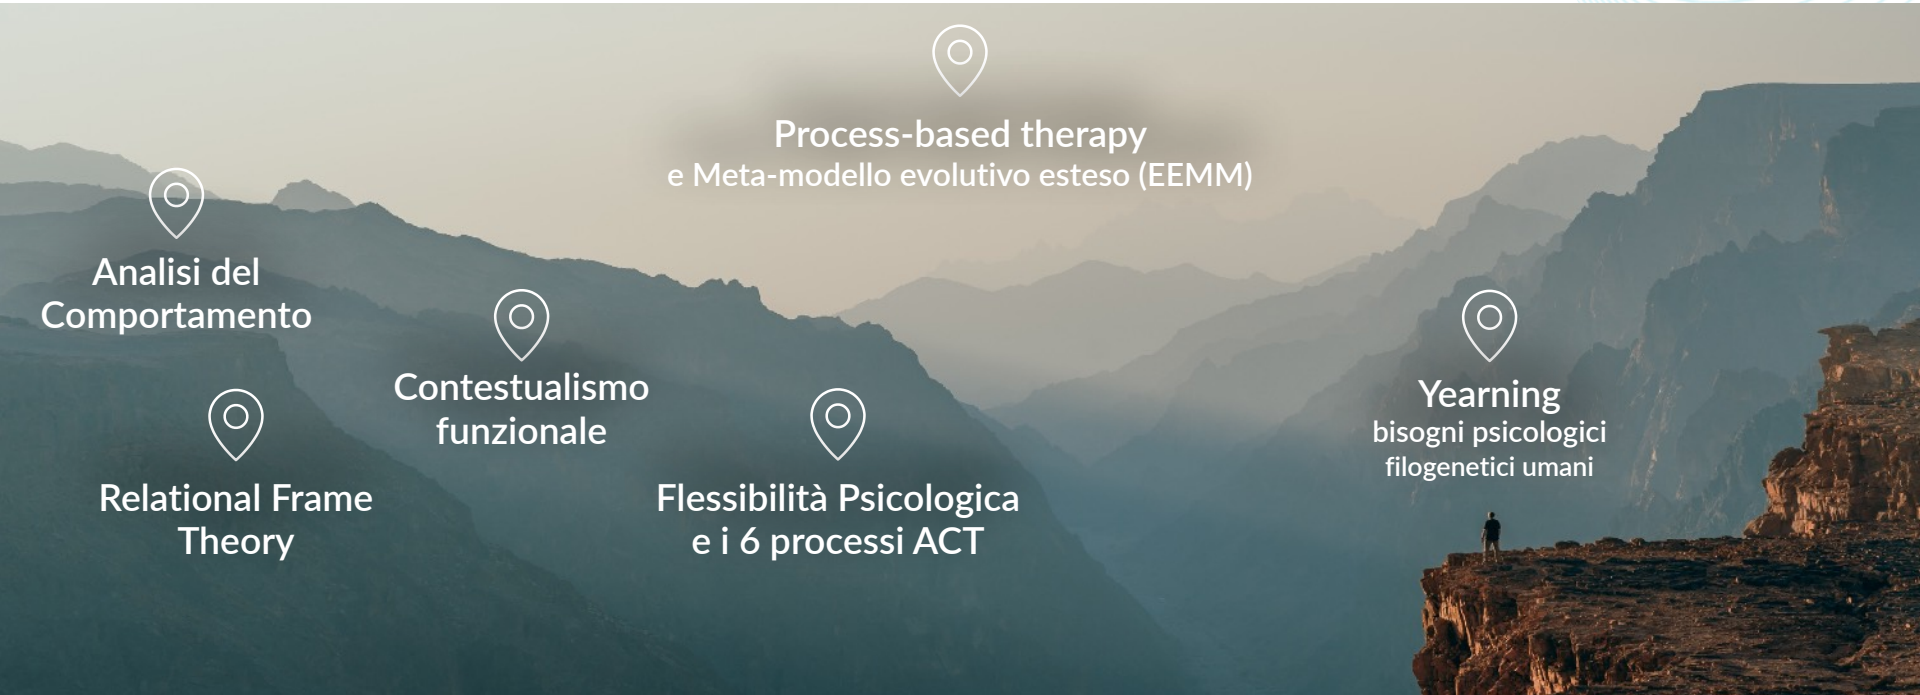 Process-based therapy
e Meta-modello evolutivo esteso (EEMM)
Analisi del
Comportamento
Contestualismo
funzionale
Yearning
bisogni psicologici
filogenetici umani
Relational Frame
Theory
Flessibilità Psicologica
e i 6 processi ACT